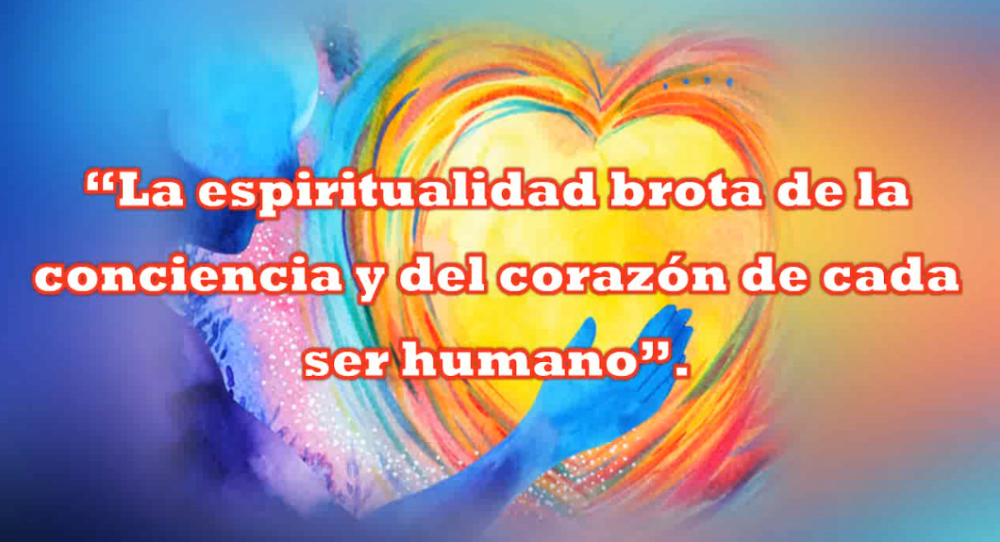 “La espiritualidad brota de la
conciencia y del corazón de cada
ser humano”.